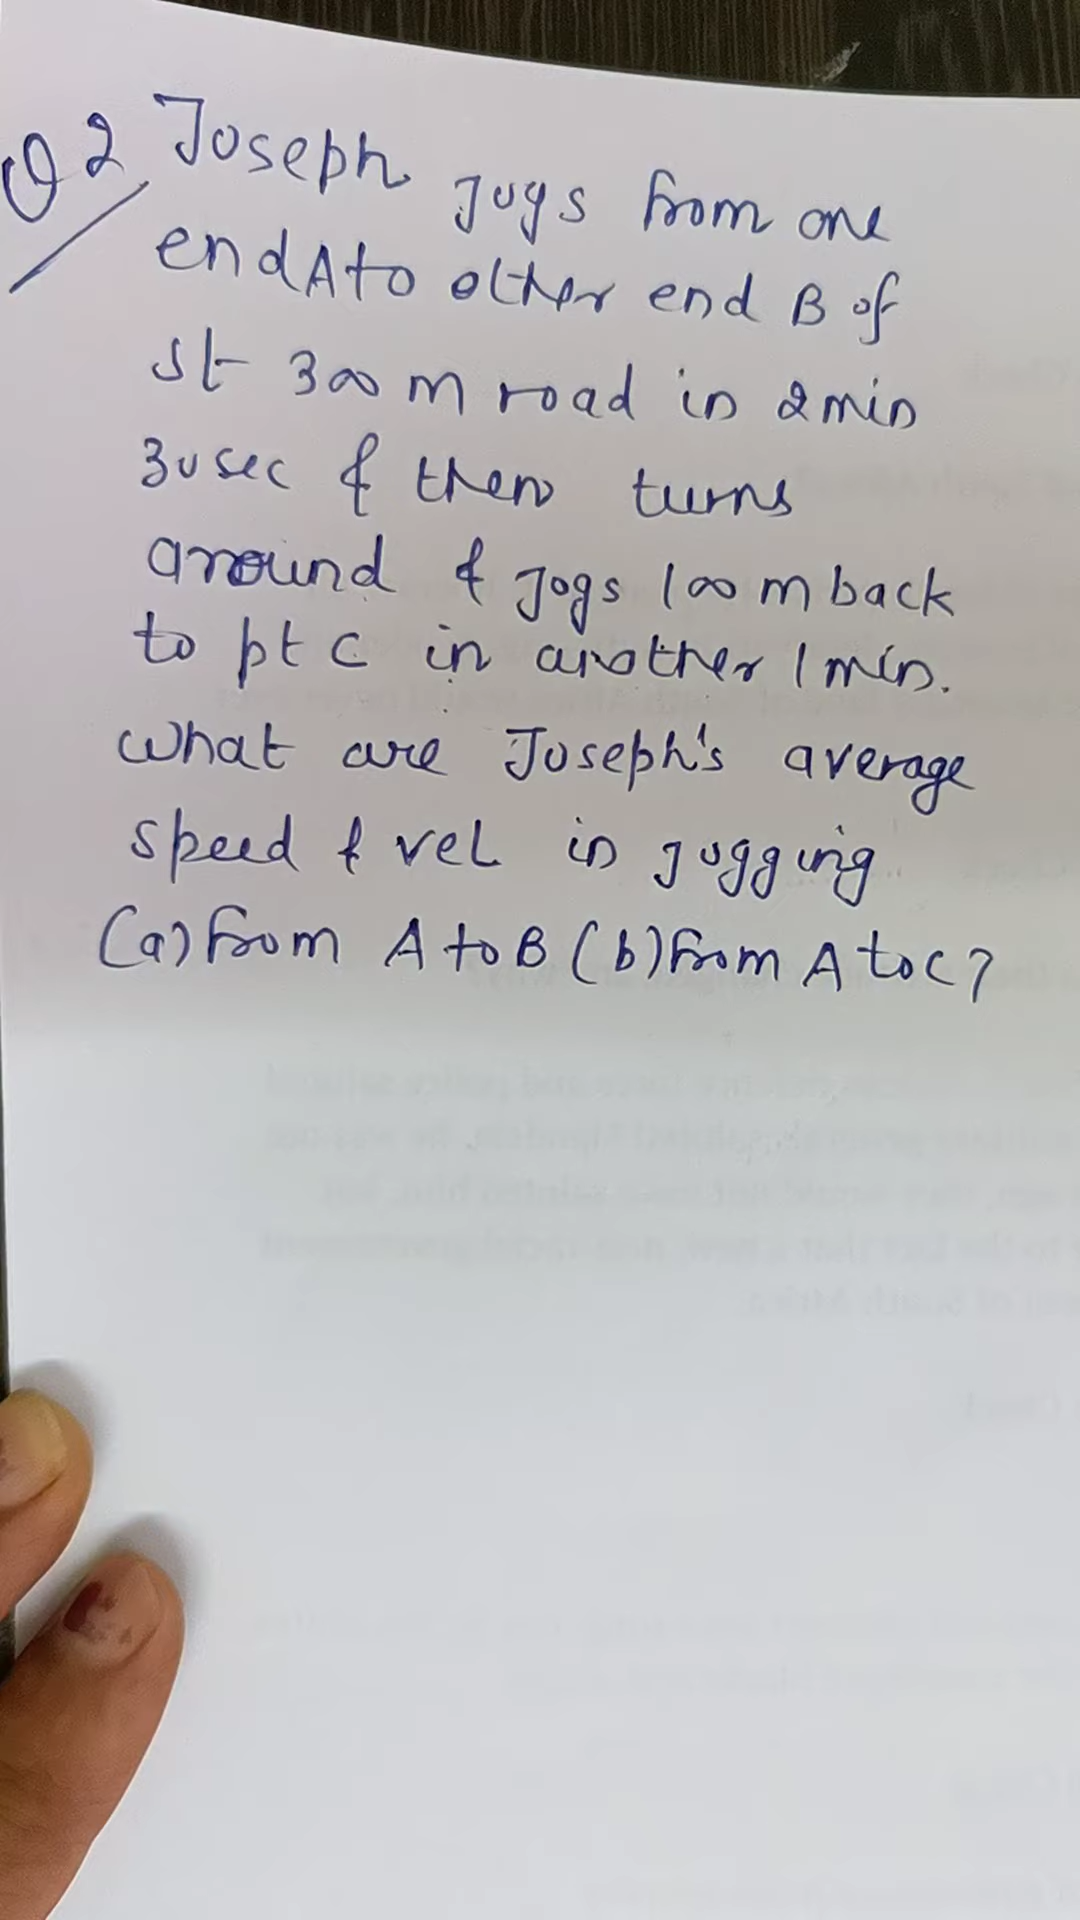 Q2 Joseph jogs from one
end A to other end B of
st 300 m road in 2 min
30 sec & then turns
around & jogs 100 m back
to pt C in another 1 min.
What are Joseph's average
speed & vel in jogging
(a) from A to B (b) from A to C?